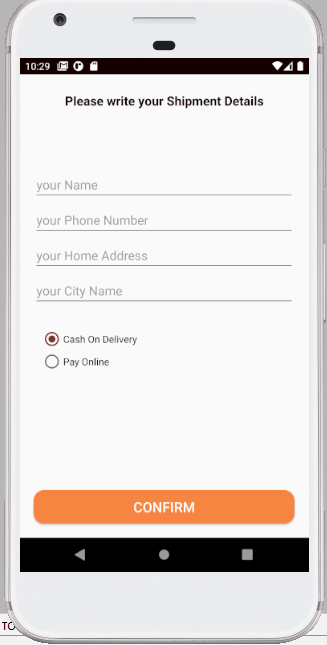 10:29
Please write your Shipment Details
your Name
your Phone Number
your Home Address
your City Name
Cash On Delivery
Pay Online
CONFIRM
TO